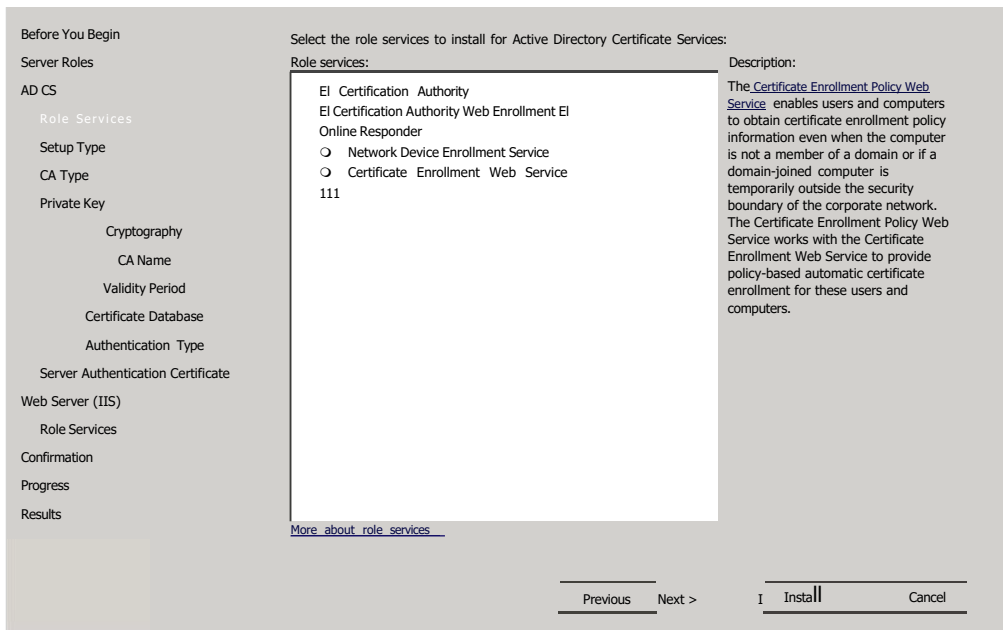 Before You Begin
Server Roles
AD CS
Role Services
Setup Type
CA Type
Private Key
Cryptography
CA Name
Validity Period
Certificate Database
Authentication Type
Server Authentication Certificate
Web Server (IIS)
Role Services
Confirmation
Progress
Results
Select the role services to install for Active Directory Certificate Services:
Role services:
El Certification Authority
El Certification Authority Web Enrollment El
Online Responder
Network Device Enrollment Service
Certificate Enrollment Web Service
111
More about role services
Description:
The Certificate Enrollment Policy Web
Service enables users and computers
to obtain certificate enrollment policy
information even when the computer
is not a member of a domain or if a
domain-joined computer is
temporarily outside the security
boundary of the corporate network.
The Certificate Enrollment Policy Web
Service works with the Certificate
Enrollment Web Service to provide
policy-based automatic certificate
enrollment for these users and
computers.
Previous Next > I Install Cancel